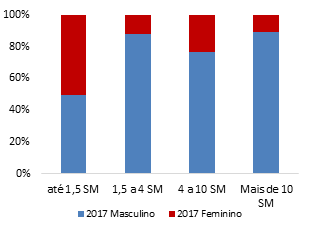 100%
80%
60%
40%
20%
0%
até 1,5 SM
1,5 a 4 SM
4 a 10 SM
Mais de 10
SM
2017 Masculino
2017 Feminino